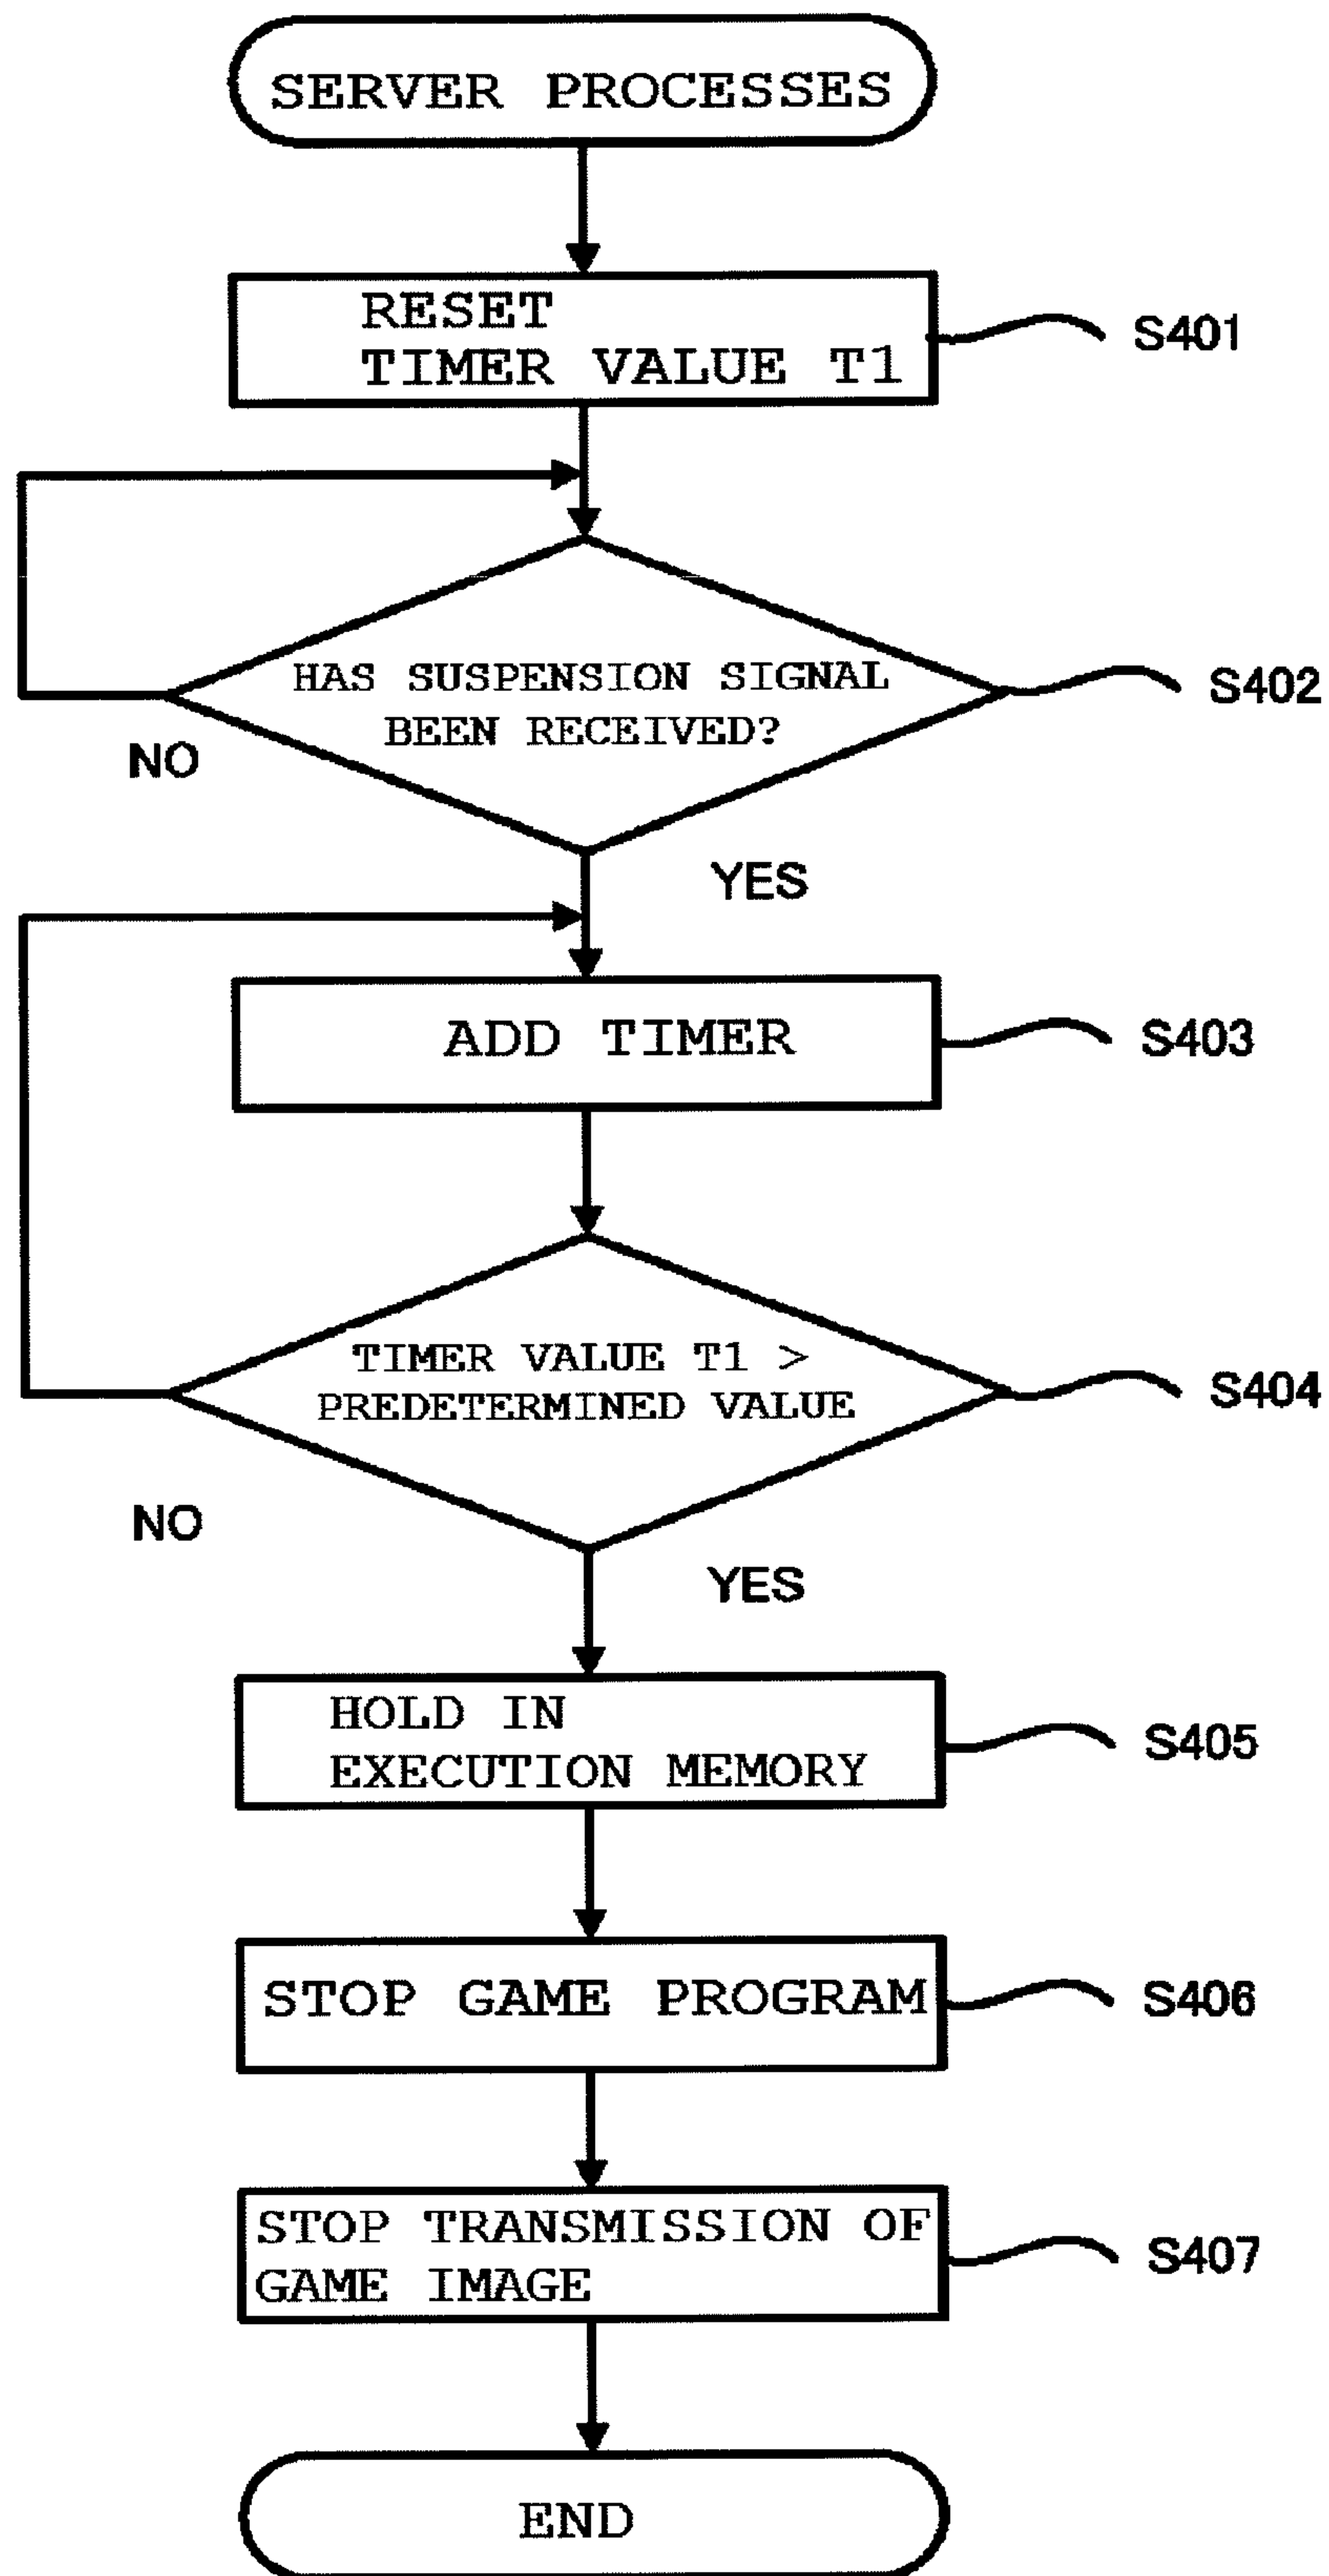 SERVER PROCESSES
RESET
TIMER VALUE T1
S401
HAS SUSPENSION SIGNAL
BEEN RECEIVED?
S402
NO
YES
ADD TIMER
S403
TIMER VALUE T1 >
PREDETERMINED VALUE
S404
NO
YES
HOLD IN
EXECUTION MEMORY
S405
STOP GAME PROGRAM
S406
STOP TRANSMISSION OF
GAME IMAGE
S407
END